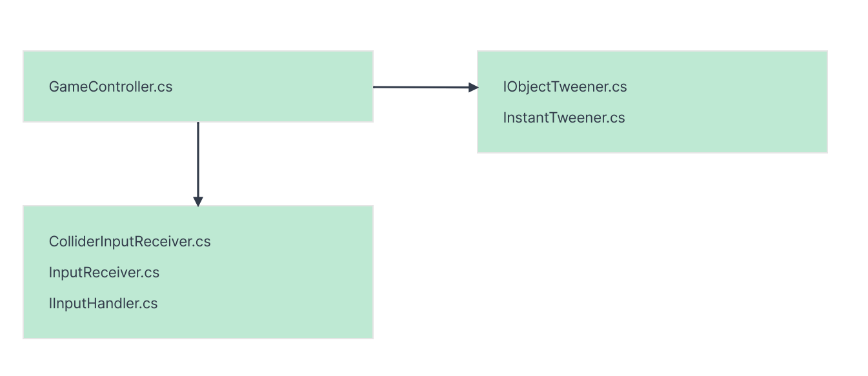 GameController.cs
IObjectTweener.cs
InstantTweener.cs
ColliderInputReceiver.cs
InputReceiver.cs
IInputHandler.cs